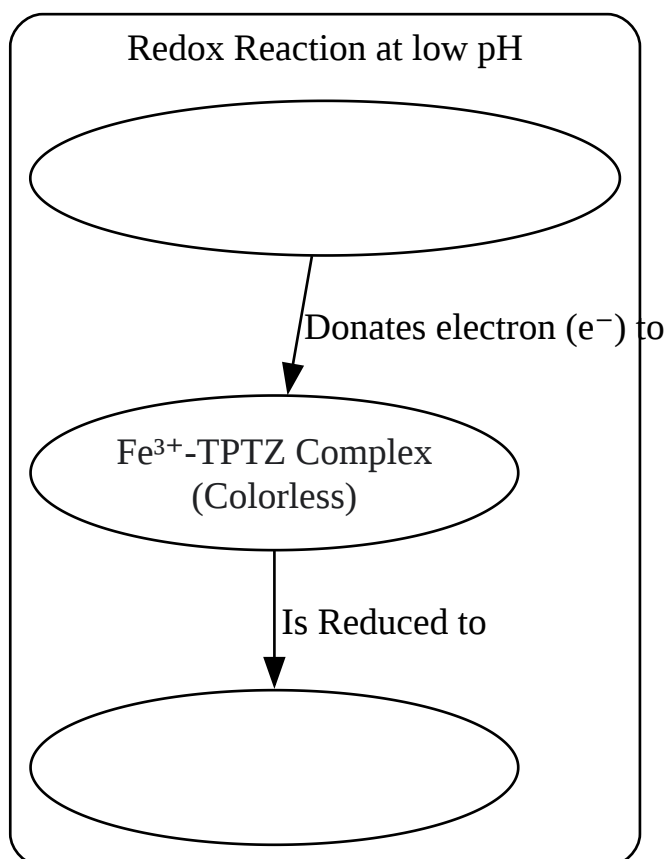 Redox Reaction at low pH
Donates electron (e⁻) to
Fe³⁺-TPTZ Complex
(Colorless)
Is Reduced to